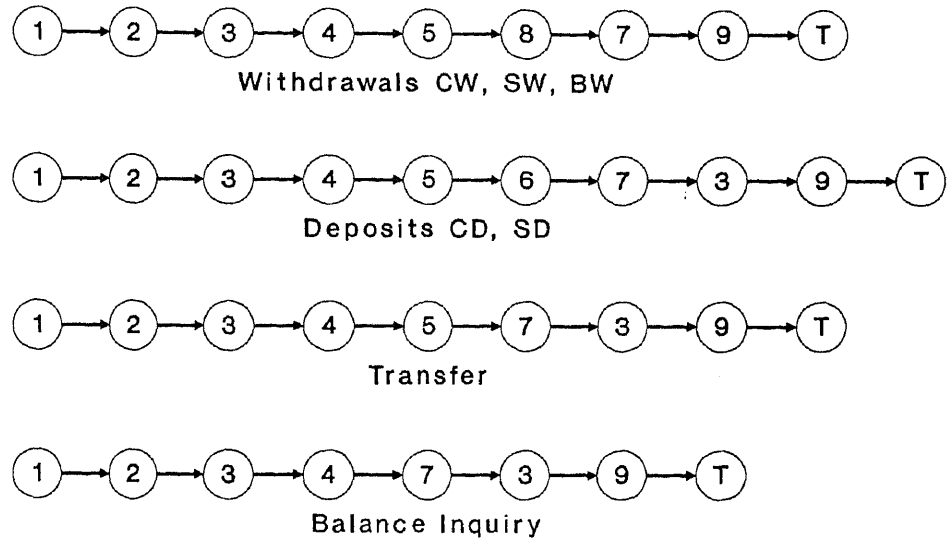 1 2 3 4 5 8 7 9 T
Withdrawals CW, SW, BW
1 2 3 4 5 6 7 3 9 T
Deposits CD, SD
1 2 3 4 5 7 3 9 T
Transfer
1 2 3 4 7 3 9 T
Balance Inquiry